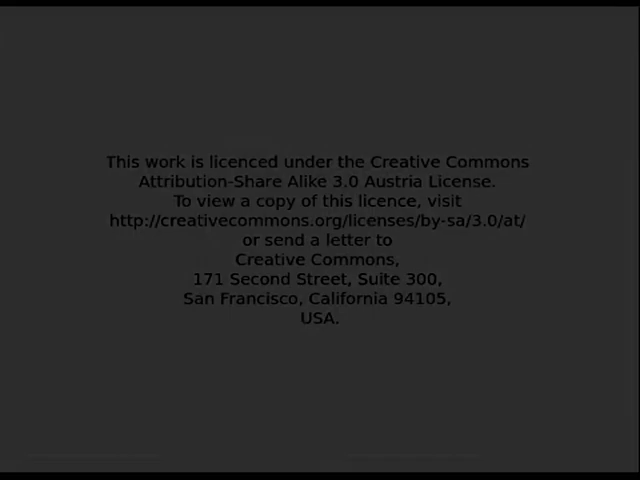 This work is licenced under the Creative Commons
Attribution-Share Alike 3.0 Austria License.
To view a copy of this licence, visit
http://creativecommons.org/licenses/by-sa/3.0/at/
or send a letter to
Creative Commons,
171 Second Street, Suite 300,
San Francisco, California 94105,
USA.